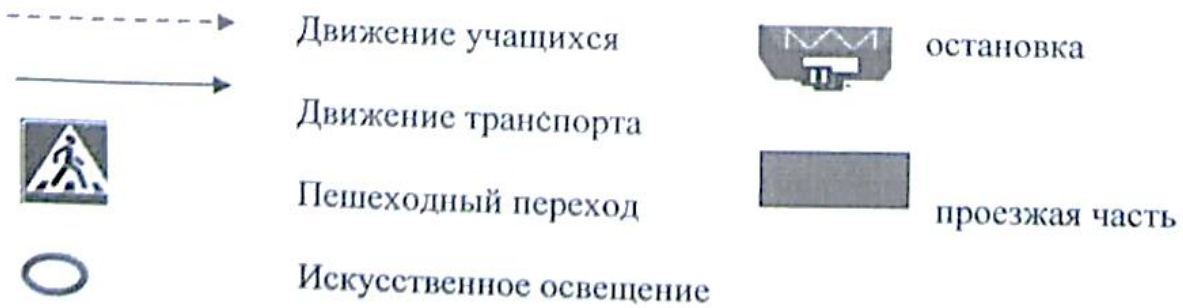 Движение учащихся
остановка
Движение транспорта
Пешеходный переход
проезжая часть
Искусственное освещение